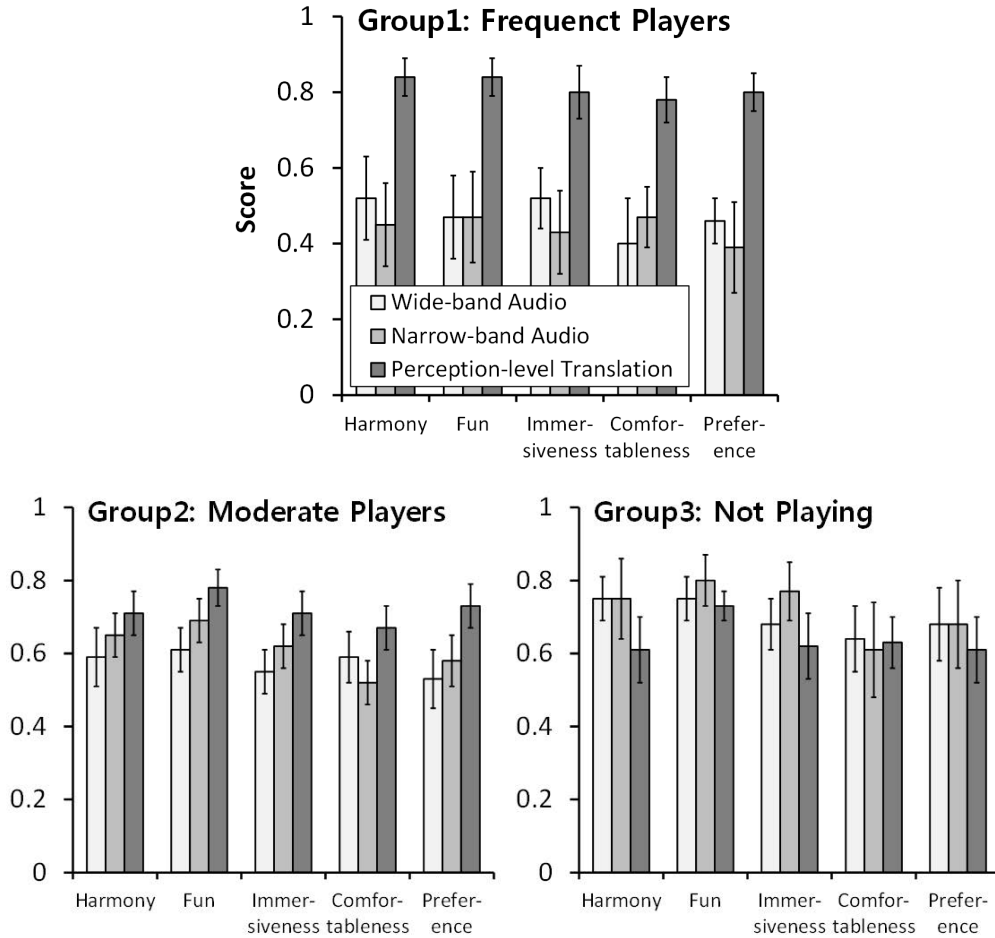 Group1: Frequenct Players
1
0.8
0.6
0.4
0.2
0
Score
Wide-band Audio
Narrow-band Audio
Perception-level Translation
Harmony Fun Immer- Comfor- Prefer-
siveness tableness ence
Group2: Moderate Players
1
0.8
0.6
0.4
0.2
0
Harmony Fun Immer- Comfor- Prefer-
siveness tableness ence
Group3: Not Playing
1
0.8
0.6
0.4
0.2
0
Harmony Fun Immer- Comfor- Prefer-
siveness tableness ence